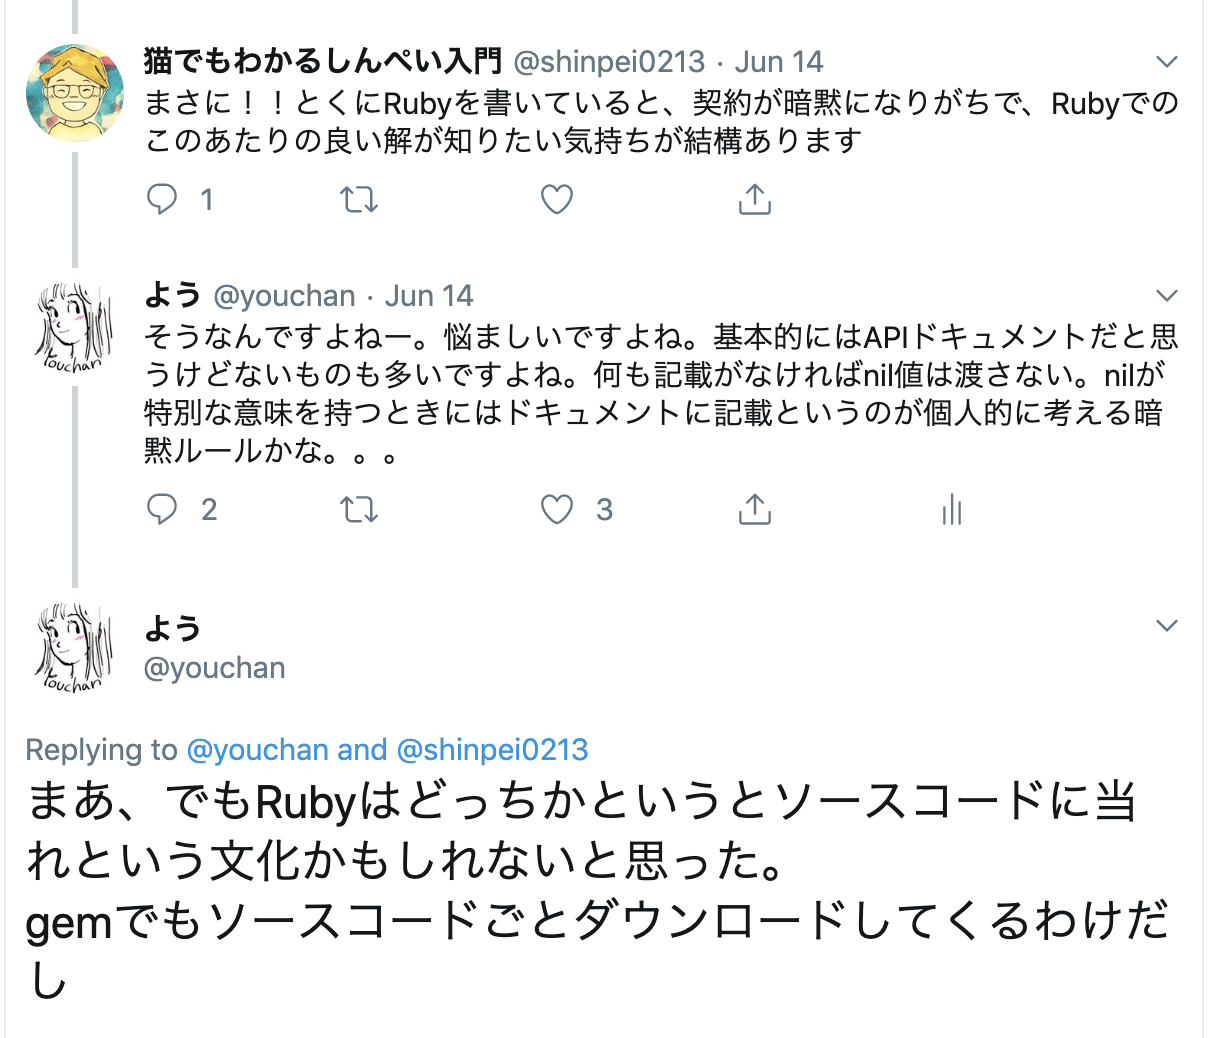 猫でもわかるしんぺい入門 @shinpei0213 · Jun 14
まさに！！とくにRubyを書いていると、契約が暗黙になりがちで、Rubyでの
このあたりの良い解が知りたい気持ちが結構あります
1
よう @youchan · Jun 14
そうなんですよねー。悩ましいですよね。基本的にはAPIドキュメントだと思
うけどないものも多いですよね。何も記載がなければnil値は渡さない。nilが
特別な意味を持つときにはドキュメントに記載というのが個人的に考える暗
黙ルールかな。。。
2 3
よう
@youchan
Replying to @youchan and @shinpei0213
まあ、でもRubyはどっちかというとソースコードに当
れという文化かもしれないと思った。
gemでもソースコードごとダウンロードしてくるわけだ
し
Youchan
Youchan